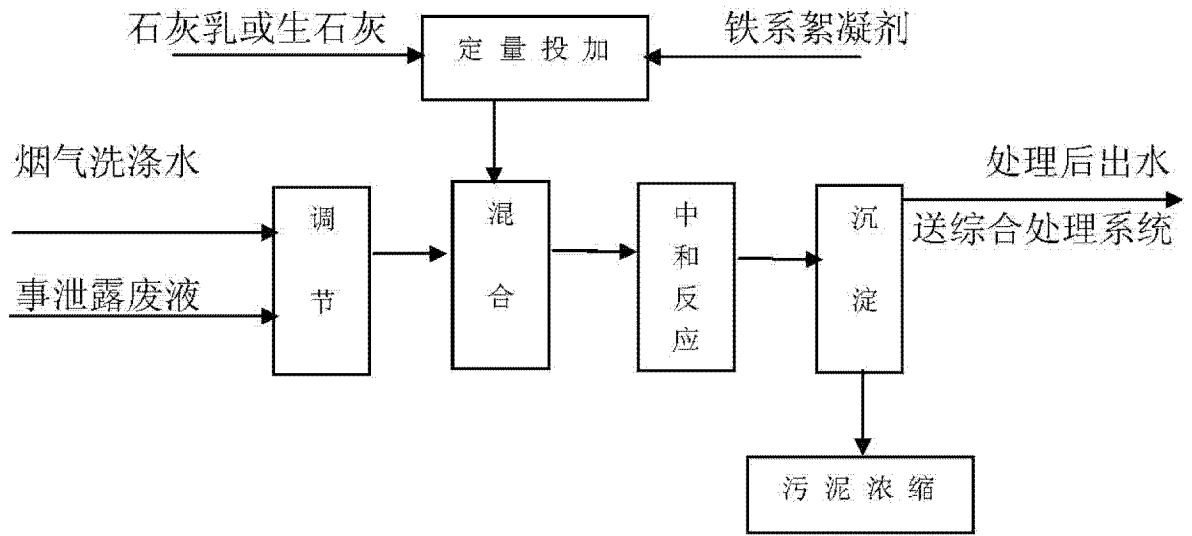 石灰乳或生石灰
定量投加
铁系絮凝剂
烟气洗涤水
事泄露废液
调节
混合
中和反应
沉淀
处理后出水
送综合处理系统
污泥浓缩